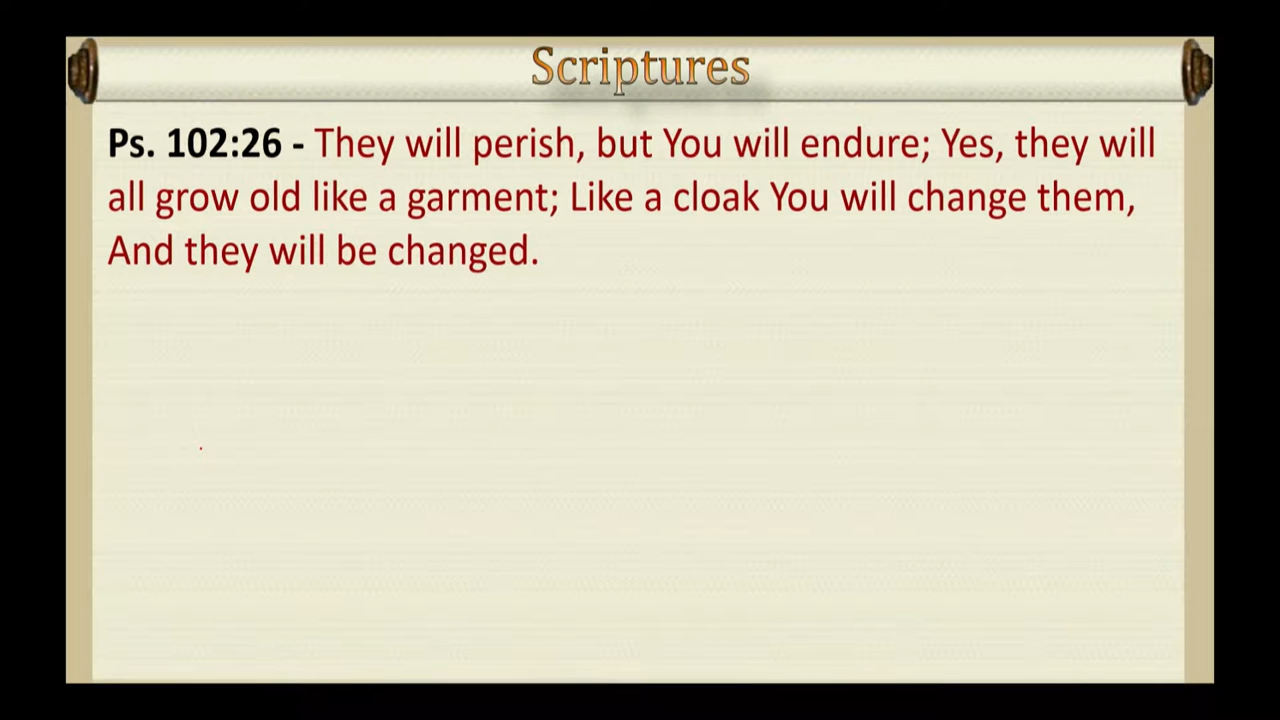 Scriptures
Ps. 102:26 - They will perish, but You will endure; Yes, they will
all grow old like a garment; Like a cloak You will change them,
And they will be changed.